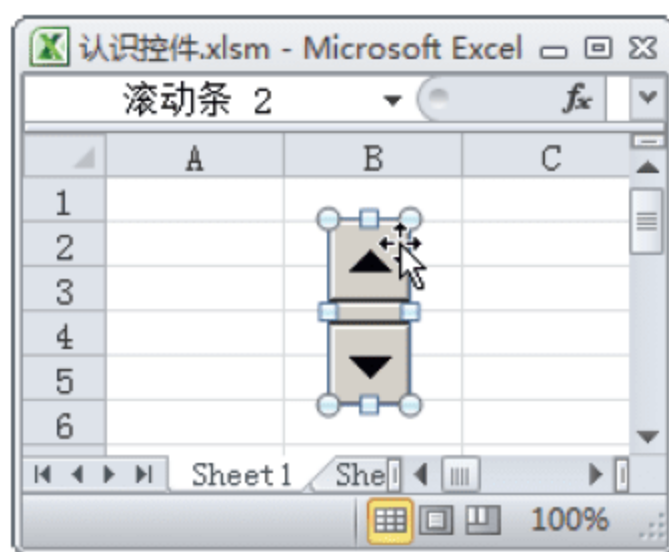 认识控件.xlsm - Microsoft Excel
滚动条 2 fx
A B C
1
2
3
4
5
6
Sheet1 She
100%